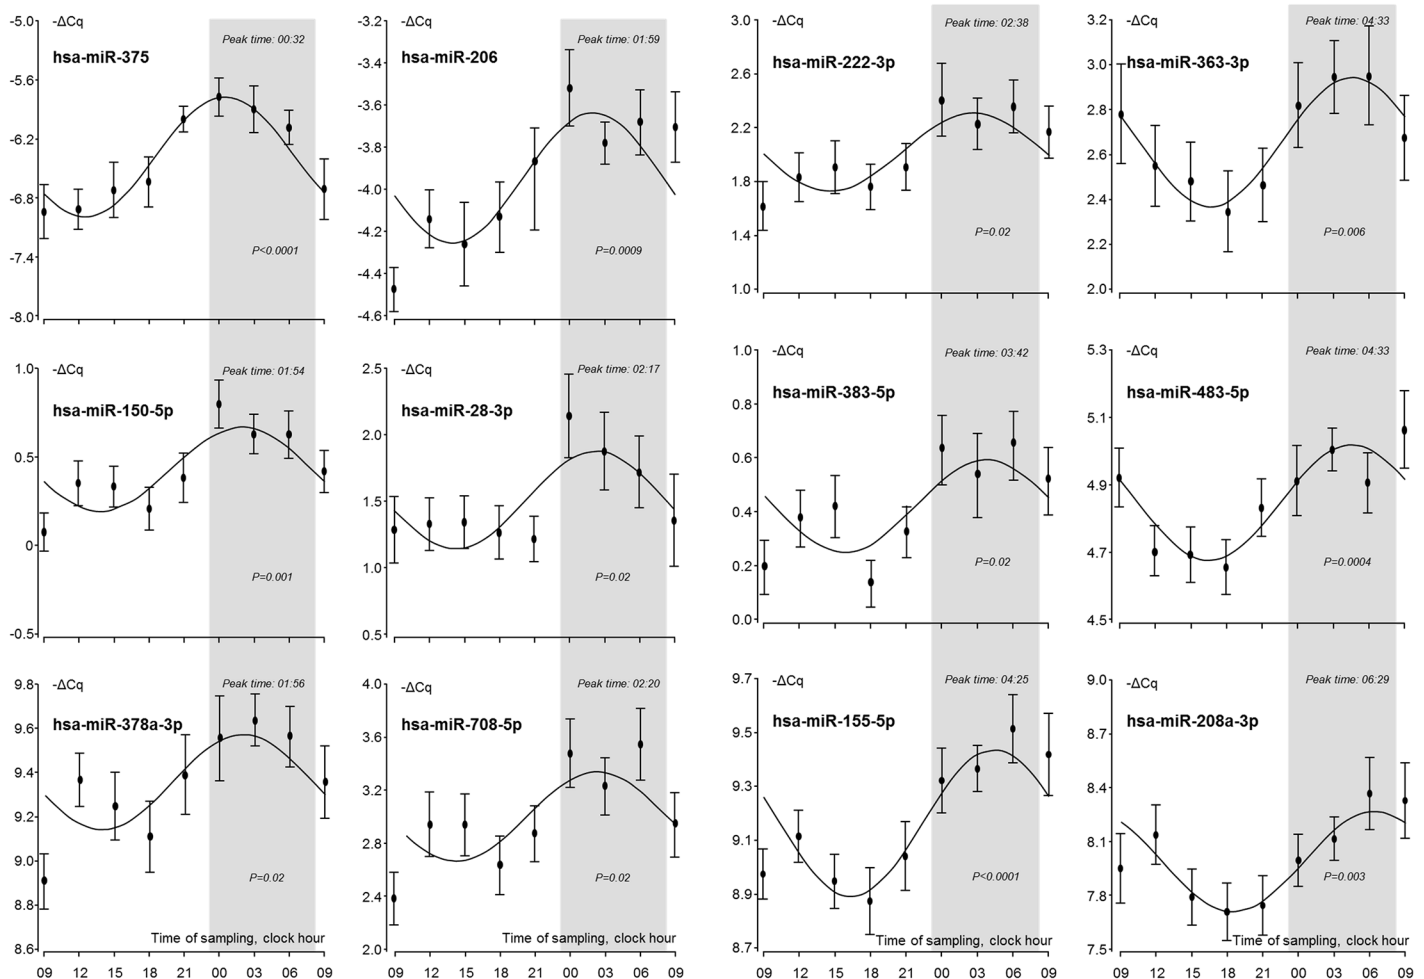 -ΔCq
Peak time: 00:32
hsa-miR-375
P<0.0001
-5.0
-5.6
-6.2
-6.8
-7.4
-8.0
-ΔCq
Peak time: 01:59
hsa-miR-206
P=0.0009
-3.2
-3.4
-3.6
-3.8
-4.0
-4.2
-4.4
-4.6
-ΔCq
Peak time: 02:38
hsa-miR-222-3p
P=0.02
3.0
2.6
2.2
1.8
1.4
1.0
-ΔCq
Peak time: 04:33
hsa-miR-363-3p
P=0.006
3.2
3.0
2.8
2.6
2.4
2.2
2.0
-ΔCq
Peak time: 01:54
hsa-miR-150-5p
P=0.001
1.0
0.5
0
-0.5
-ΔCq
Peak time: 02:17
hsa-miR-28-3p
P=0.02
2.5
2.0
1.5
1.0
0.5
-ΔCq
Peak time: 03:42
hsa-miR-383-5p
P=0.02
1.0
0.8
0.6
0.4
0.2
0.0
-ΔCq
Peak time: 04:33
hsa-miR-483-5p
P=0.0004
5.3
5.1
4.9
4.7
4.5
-ΔCq
Peak time: 01:56
hsa-miR-378a-3p
P=0.02
9.8
9.6
9.4
9.2
9.0
8.8
8.6
Time of sampling, clock hour
09 12 15 18 21 00 03 06 09
-ΔCq
Peak time: 02:20
hsa-miR-708-5p
P=0.02
4.0
3.6
3.2
2.8
2.4
2.0
Time of sampling, clock hour
09 12 15 18 21 00 03 06 09
-ΔCq
Peak time: 04:25
hsa-miR-155-5p
P<0.0001
9.7
9.5
9.3
9.1
8.9
8.7
Time of sampling, clock hour
09 12 15 18 21 00 03 06 09
-ΔCq
Peak time: 06:29
hsa-miR-208a-3p
P=0.003
9.0
8.7
8.4
8.1
7.8
7.5
Time of sampling, clock hour
09 12 15 18 21 00 03 06 09